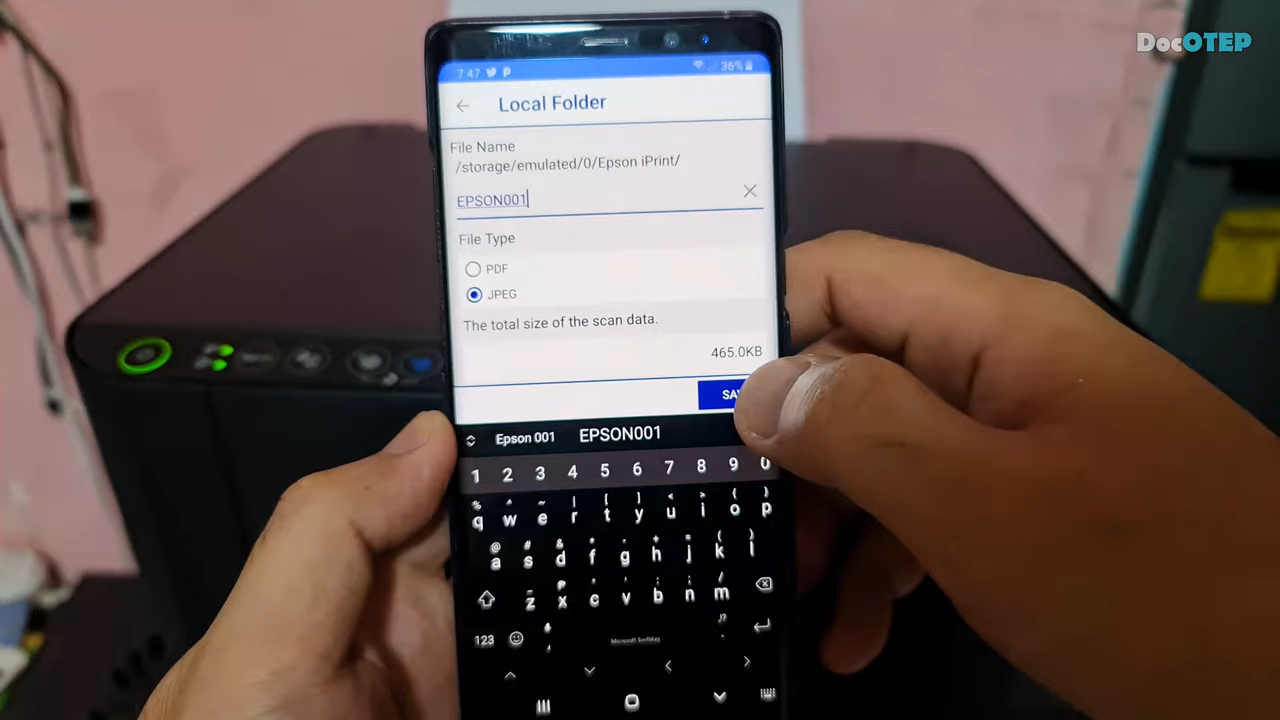 DocOTEP
7:47
36%
Local Folder
File Name
/storage/emulated/0/Epson iPrint/
EPSON001
File Type
PDF
JPEG
The total size of the scan data.
465.0KB
Epson 001 EPSON001
1 2 3 4 5 6 7 8 9 0
q w e r t y u i o p
a s d f g h j k l
z x c v b n m
123
Microsoft SwiftKey